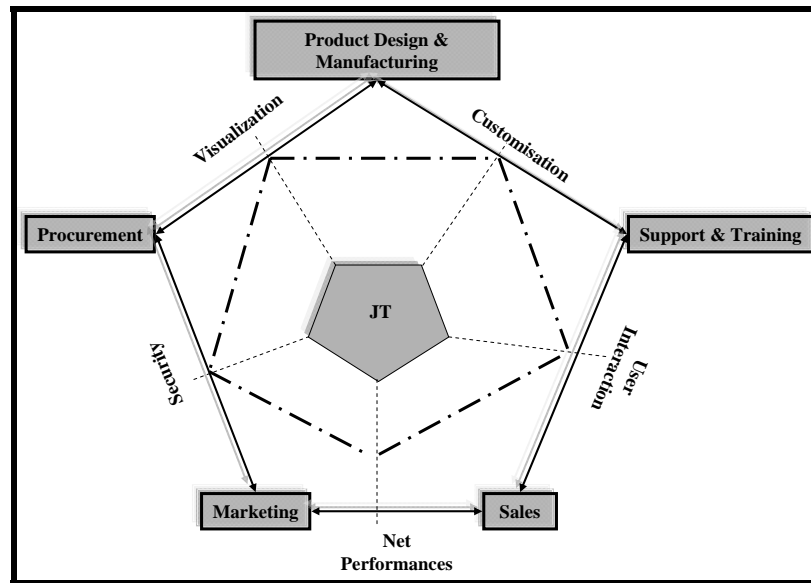 Product Design &
Manufacturing
Visualization
Customisation
Procurement
Support & Training
JT
Security
User
Interaction
Marketing
Sales
Net
Performances